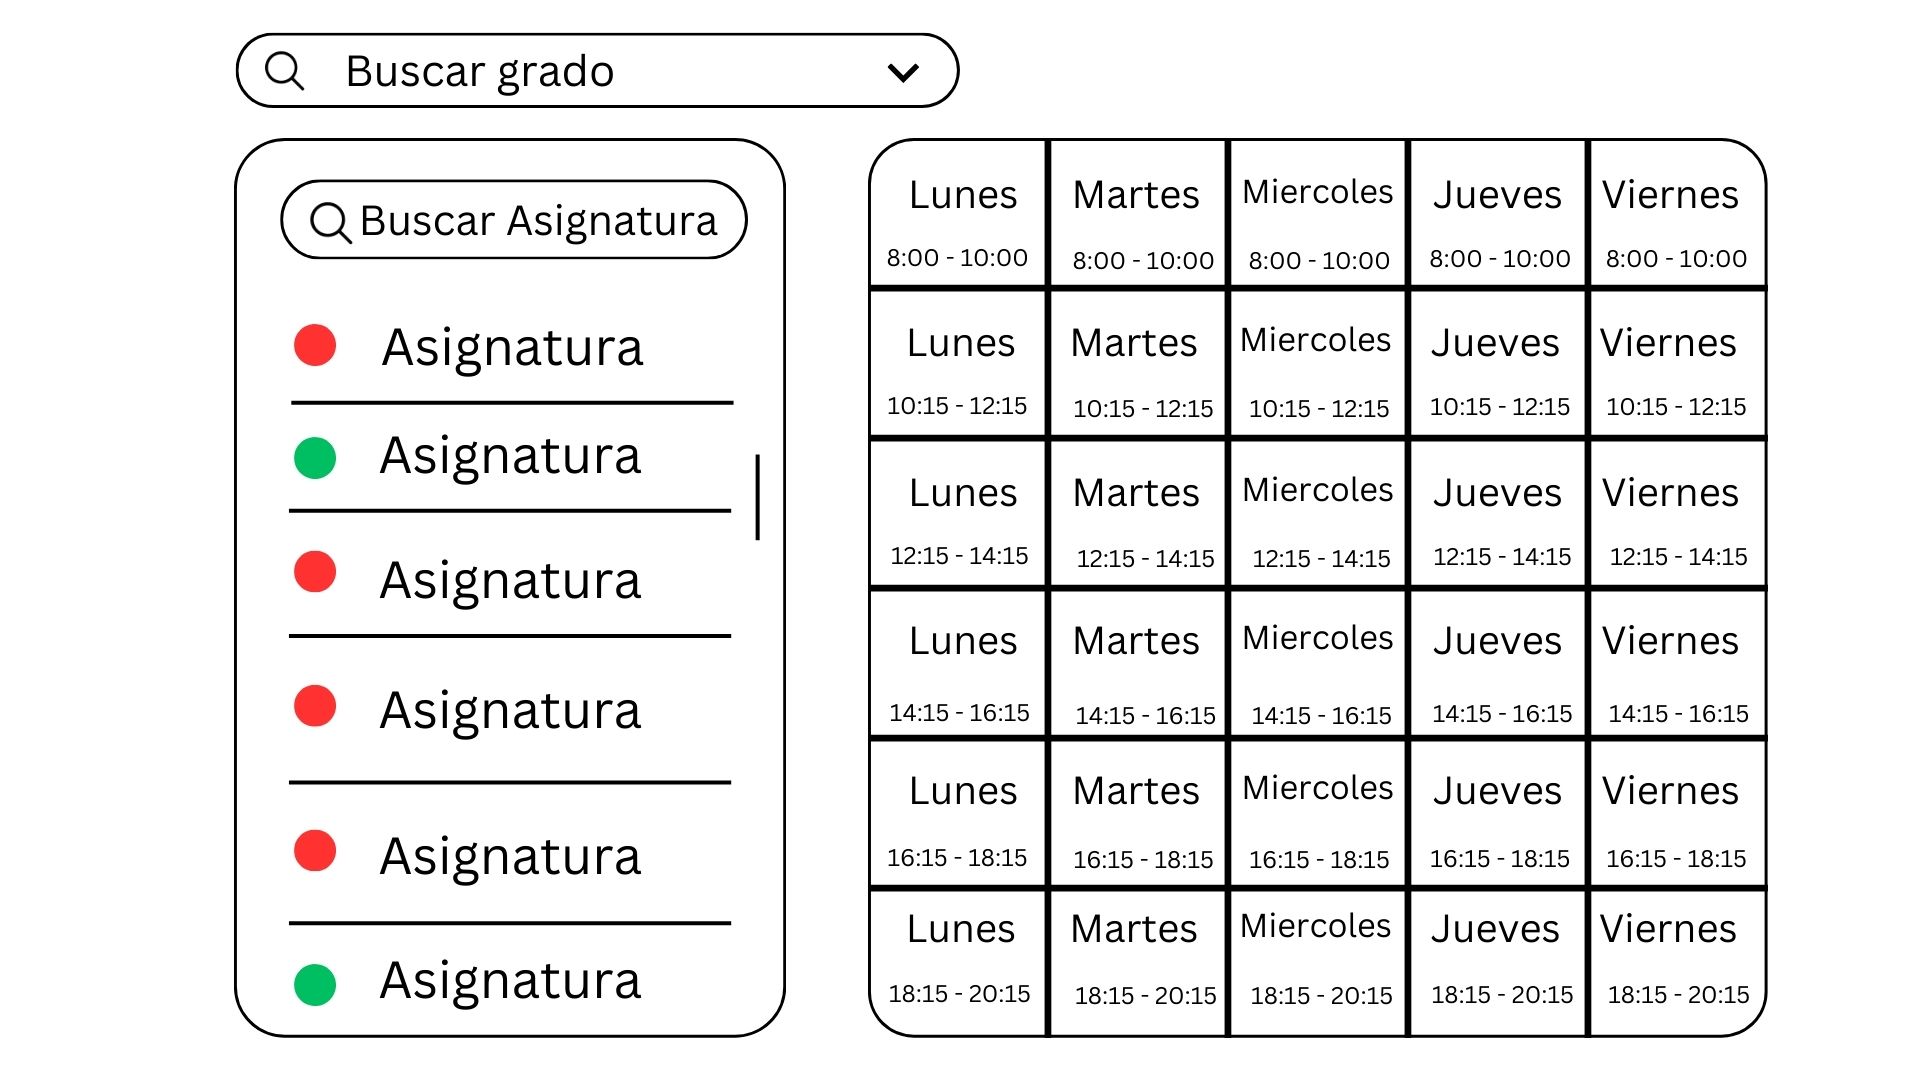 Buscar grado
Buscar Asignatura
Asignatura
Asignatura
Asignatura
Asignatura
Asignatura
Asignatura
Lunes Martes Miercoles Jueves Viernes
8:00 - 10:00 8:00 - 10:00 8:00 - 10:00 8:00 - 10:00 8:00 - 10:00
Lunes Martes Miercoles Jueves Viernes
10:15 - 12:15 10:15 - 12:15 10:15 - 12:15 10:15 - 12:15 10:15 - 12:15
Lunes Martes Miercoles Jueves Viernes
12:15 - 14:15 12:15 - 14:15 12:15 - 14:15 12:15 - 14:15 12:15 - 14:15
Lunes Martes Miercoles Jueves Viernes
14:15 - 16:15 14:15 - 16:15 14:15 - 16:15 14:15 - 16:15 14:15 - 16:15
Lunes Martes Miercoles Jueves Viernes
16:15 - 18:15 16:15 - 18:15 16:15 - 18:15 16:15 - 18:15 16:15 - 18:15
Lunes Martes Miercoles Jueves Viernes
18:15 - 20:15 18:15 - 20:15 18:15 - 20:15 18:15 - 20:15 18:15 - 20:15